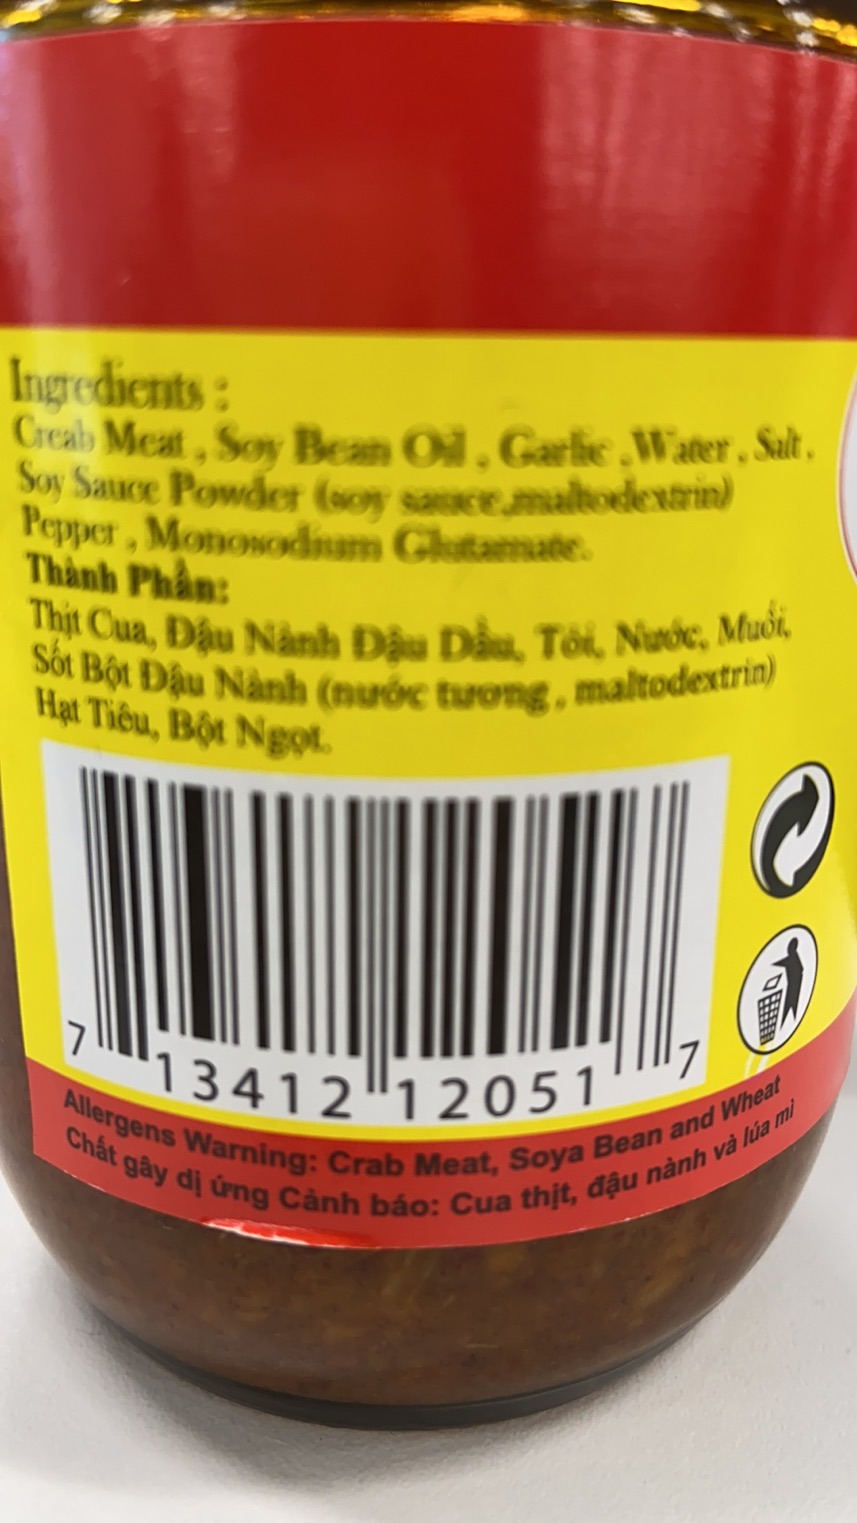 Ingredients :
Creab Meat , Soy Bean Oil , Garlic , Water , Salt ,
Soy Sauce Powder (soy sauce,maltodextrin)
Pepper , Monosodium Glutamate.
Thành Phần:
Thịt Cua, Đậu Nành Đậu Dầu, Tỏi, Nước, Muối,
Sốt Bột Đậu Nành (nước tương , maltodextrin)
Hạt Tiêu, Bột Ngọt.
7 13412 12051 7
Allergens Warning: Crab Meat, Soya Bean and Wheat
Chất gây dị ứng Cảnh báo: Cua thịt, đậu nành và lúa mì